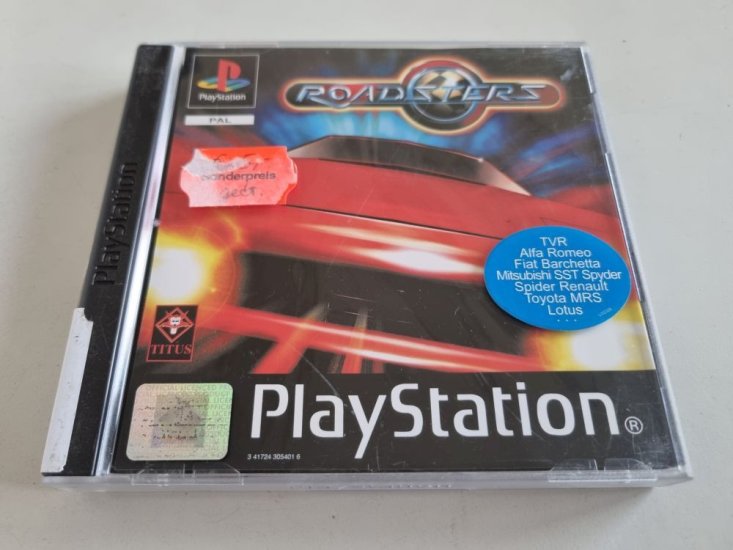 PlayStation
PlayStation
PAL
ROADSTERS
Sonderpreis
TVR
Alfa Romeo
Fiat Barchetta
Mitsubishi SST Spyder
Spider Renault
Toyota MRS
Lotus
...
TITUS
PlayStation®
3 41724 305401 6